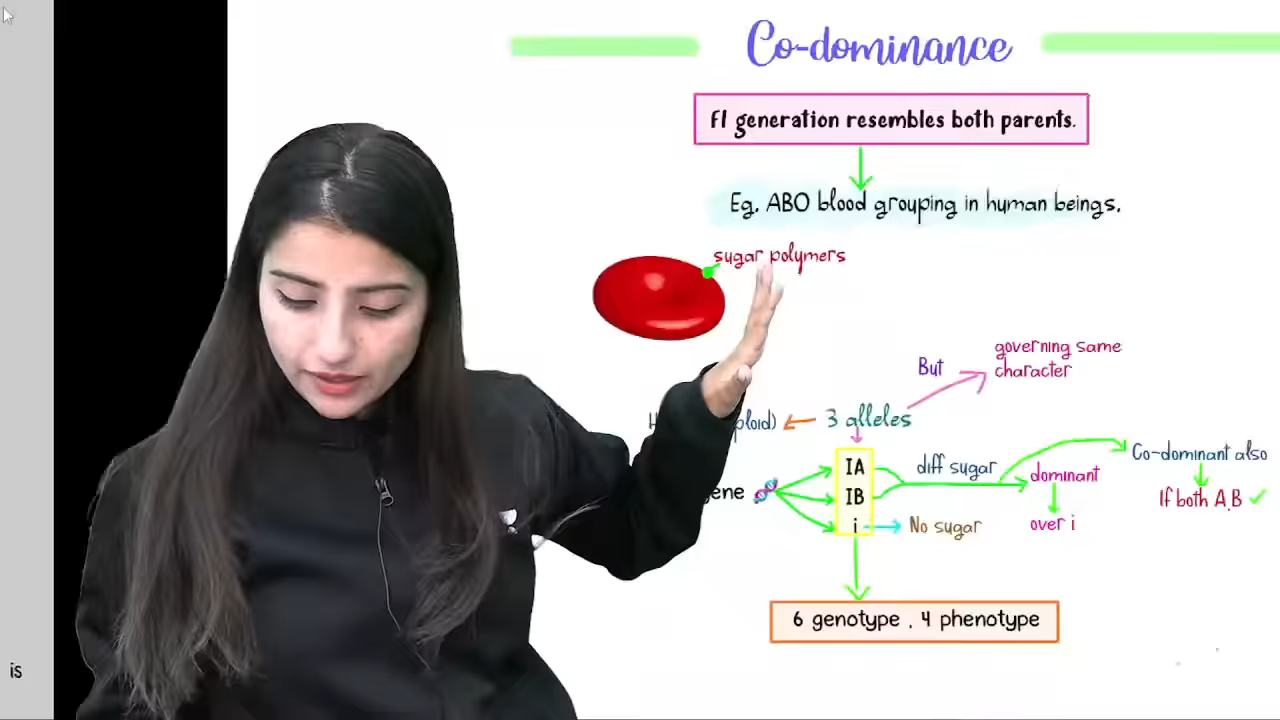 Co-dominance
F1 generation resembles both parents.
Eg. ABO blood grouping in human beings.
sugar polymers
governing same
character
But
3 alleles
IA
IB
i
diff sugar
No sugar
dominant
over i
Co-dominant also
If both A,B
6 genotype , 4 phenotype
is